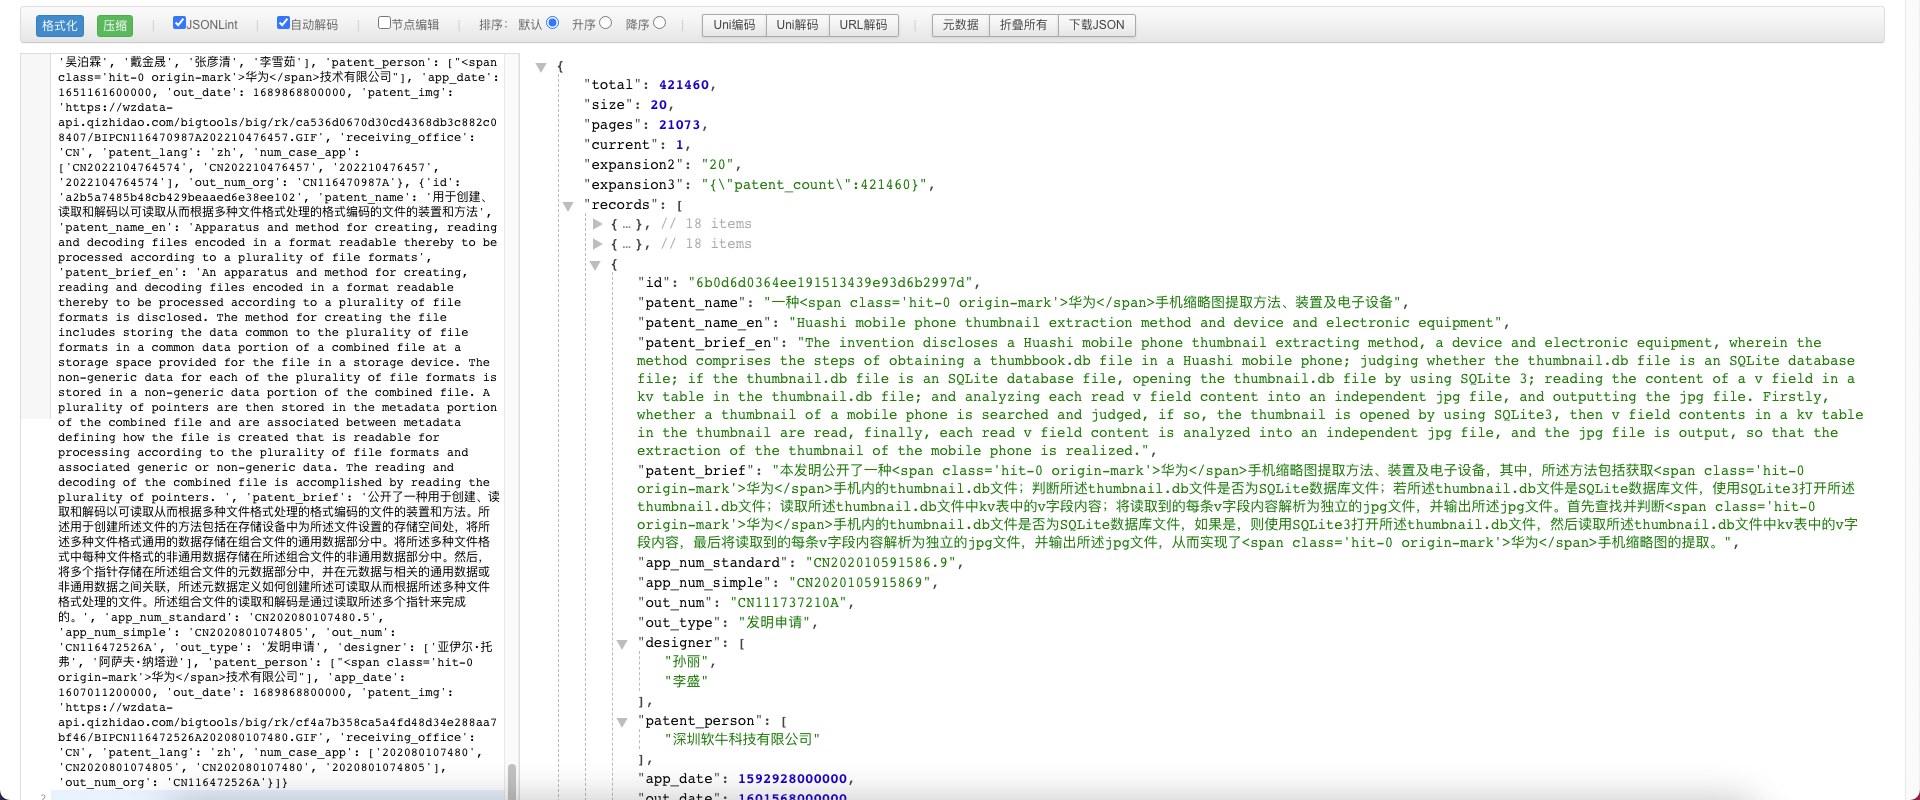 格式化 压缩 JSONLint 自动解码 节点编辑 排序： 默认 升序 降序 Uni编码 Uni解码 URL解码 元数据 折叠所有 下载JSON
'吴泊霖', '戴金晟', '张彦清', '李雪茹'], 'patent_person': ["<span
class='hit-0 origin-mark'>华为</span>技术有限公司"], 'app_date':
1651161600000, 'out_date': 1689868800000, 'patent_img':
'https://wzdata-
api.qizhidao.com/bigtools/big/rk/ca536d0670d30cd4368db3c882c0
8407/BIPCN116470987A202210476457.GIF', 'receiving_office':
'CN', 'patent_lang': 'zh', 'num_case_app':
['CN2022104764574', 'CN202210476457', '202210476457',
'2022104764574'], 'out_num_org': 'CN116470987A'}, {'id':
'a2b5a7485b48cb429beaaed6e38ee102', 'patent_name': '用于创建、
读取和解码以可读取从而根据多种文件格式处理的格式编码的文件的装置和方法',
'patent_name_en': 'Apparatus and method for creating, reading
and decoding files encoded in a format readable thereby to be
processed according to a plurality of file formats',
'patent_brief_en': 'An apparatus and method for creating,
reading and decoding files encoded in a format readable
thereby to be processed according to a plurality of file
formats is disclosed. The method for creating the file
includes storing the data common to the plurality of file
formats in a common data portion of a combined file at a
storage space provided for the file in a storage device. The
non-generic data for each of the plurality of file formats is
stored in a non-generic data portion of the combined file. A
plurality of pointers are then stored in the metadata portion
of the combined file and are associated between metadata
defining how the file is created that is readable for
processing according to the plurality of file formats and
associated generic or non-generic data. The reading and
decoding of the combined file is accomplished by reading the
plurality of pointers. ', 'patent_brief': '公开了一种用于创建、读
取和解码以可读取从而根据多种文件格式处理的格式编码的文件的装置和方法。所
述用于创建所述文件的方法包括在存储设备中为所述文件设置的存储空间处，将所
述多种文件格式通用的数据存储在组合文件的通用数据部分中。将所述多种文件格
式中每种文件格式的非通用数据存储在所述组合文件的非通用数据部分中。然后，
将多个指针存储在所述组合文件的元数据部分中，并在元数据与相关的通用数据或
非通用数据之间关联，所述元数据定义如何创建所述可读取从而根据所述多种文件
格式处理的文件。所述组合文件的读取和解码是通过读取所述多个指针来完成
的。', 'app_num_standard': 'CN202080107480.5',
'app_num_simple': 'CN2020801074805', 'out_num':
'CN116472526A', 'out_type': '发明申请', 'designer': ['亚伊尔·托
弗', '阿萨夫·纳塔逊'], 'patent_person': ["<span class='hit-0
origin-mark'>华为</span>技术有限公司"], 'app_date':
1607011200000, 'out_date': 1689868800000, 'patent_img':
'https://wzdata-
api.qizhidao.com/bigtools/big/rk/cf4a7b358ca5a4fd48d34e288aa7
bf46/BIPCN116472526A202080107480.GIF', 'receiving_office':
'CN', 'patent_lang': 'zh', 'num_case_app': ['202080107480',
'CN2020801074805', 'CN202080107480', '2020801074805'],
'out_num_org': 'CN116472526A'}]}
2
{
"total": 421460,
"size": 20,
"pages": 21073,
"current": 1,
"expansion2": "20",
"expansion3": "{\"patent_count\":421460}",
"records": [
{ … }, // 18 items
{ … }, // 18 items
{
"id": "6b0d6d0364ee191513439e93d6b2997d",
"patent_name": "一种<span class='hit-0 origin-mark'>华为</span>手机缩略图提取方法、装置及电子设备",
"patent_name_en": "Huashi mobile phone thumbnail extraction method and device and electronic equipment",
"patent_brief_en": "The invention discloses a Huashi mobile phone thumbnail extracting method, a device and electronic equipment, wherein the
method comprises the steps of obtaining a thumbbook.db file in a Huashi mobile phone; judging whether the thumbnail.db file is an SQLite database
file; if the thumbnail.db file is an SQLite database file, opening the thumbnail.db file by using SQLite 3; reading the content of a v field in a
kv table in the thumbnail.db file; and analyzing each read v field content into an independent jpg file, and outputting the jpg file. Firstly,
whether a thumbnail of a mobile phone is searched and judged, if so, the thumbnail is opened by using SQLite3, then v field contents in a kv table
in the thumbnail are read, finally, each read v field content is analyzed into an independent jpg file, and the jpg file is output, so that the
extraction of the thumbnail of the mobile phone is realized.",
"patent_brief": "本发明公开了一种<span class='hit-0 origin-mark'>华为</span>手机缩略图提取方法、装置及电子设备，其中，所述方法包括获取<span class='hit-0
origin-mark'>华为</span>手机内的thumbnail.db文件；判断所述thumbnail.db文件是否为SQLite数据库文件；若所述thumbnail.db文件是SQLite数据库文件，使用SQLite3打开所述
thumbnail.db文件；读取所述thumbnail.db文件中kv表中的v字段内容；将读取到的每条v字段内容解析为独立的jpg文件，并输出所述jpg文件。首先查找并判断<span class='hit-0
origin-mark'>华为</span>手机内的thumbnail.db文件是否为SQLite数据库文件，如果是，则使用SQLite3打开所述thumbnail.db文件，然后读取所述thumbnail.db文件中kv表中的v字
段内容，最后将读取到的每条v字段内容解析为独立的jpg文件，并输出所述jpg文件，从而实现了<span class='hit-0 origin-mark'>华为</span>手机缩略图的提取。",
"app_num_standard": "CN202010591586.9",
"app_num_simple": "CN2020105915869",
"out_num": "CN111737210A",
"out_type": "发明申请",
"designer": [
"孙丽",
"李盛"
],
"patent_person": [
"深圳软牛科技有限公司"
],
"app_date": 1592928000000,
"out_date": 1601568000000,